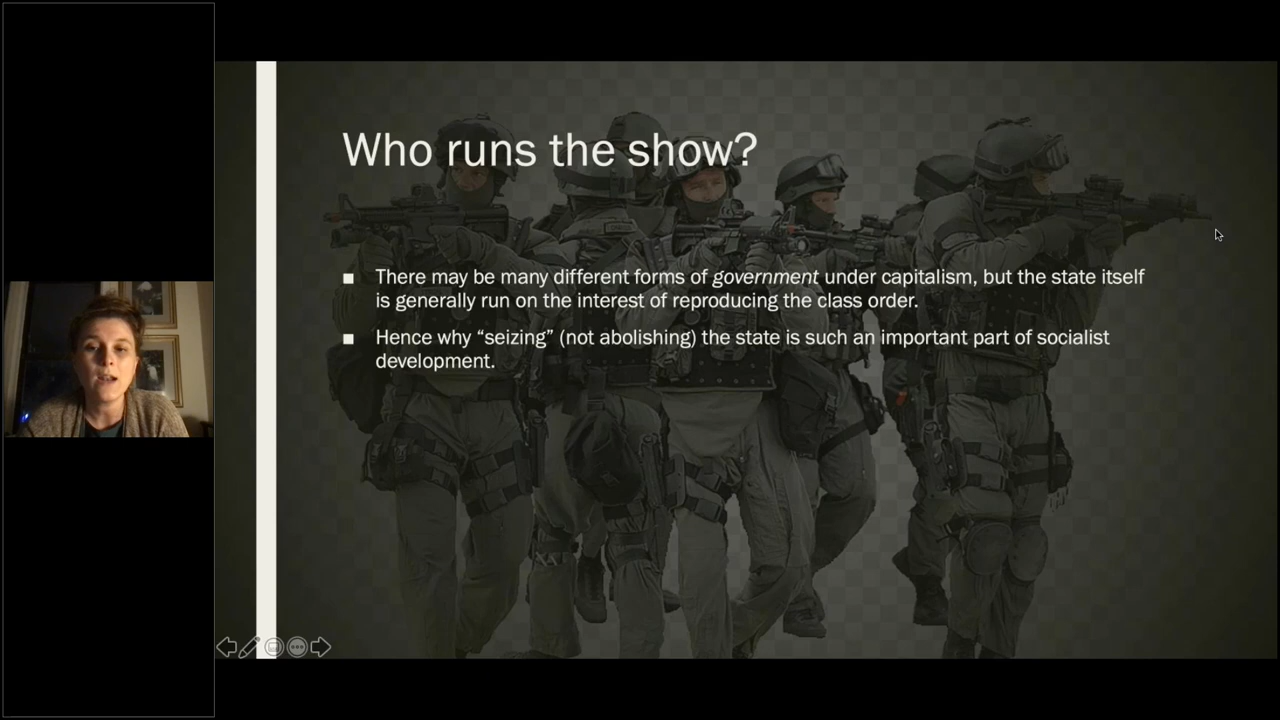 Who runs the show?
■ There may be many different forms of government under capitalism, but the state itself
is generally run on the interest of reproducing the class order.
■ Hence why “seizing” (not abolishing) the state is such an important part of socialist
development.